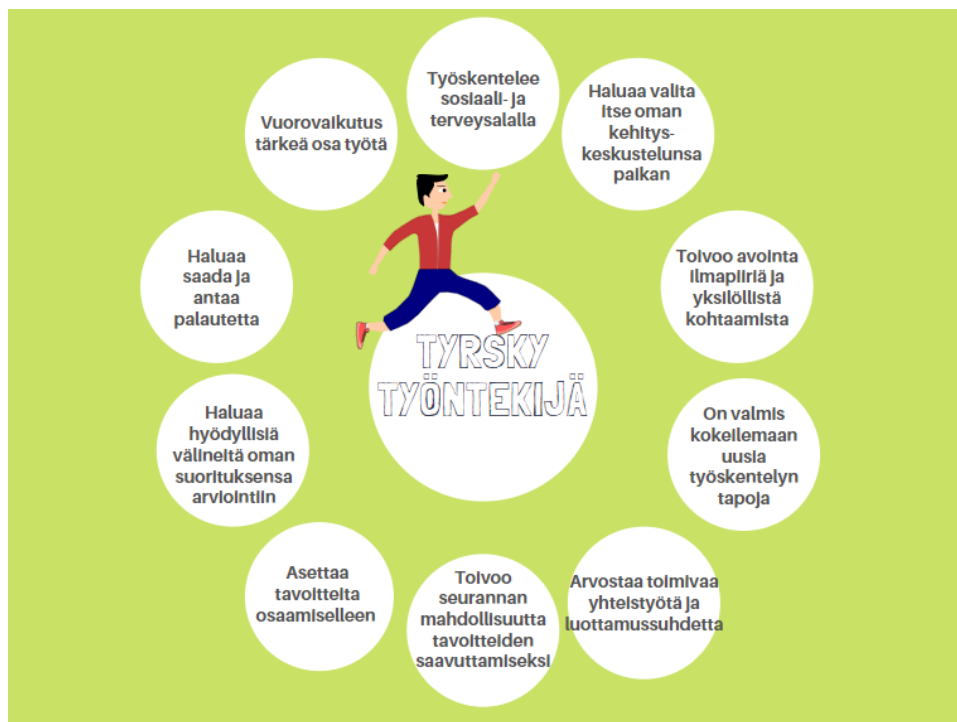 Työskentelee
sosiaali- ja
terveysalalla
Haluaa valita
itse oman
kehitys-
keskustelunsa
paikan
Toivoo avointa
ilmapiiriä ja
yksilöllistä
kohtaamista
On valmis
kokeilemaan
uusia
työskentelyn
tapoja
Arvostaa toimivaa
yhteistyötä ja
luottamussuhdetta
Toivoo
seurannan
mahdollisuutta
tavoitteiden
saavuttamiseksi
Asettaa
tavoitteita
osaamiselleen
Haluaa
hyödyllisiä
välineitä oman
suorituksensa
arviointiin
Haluaa
saada ja
antaa
palautetta
Vuorovaikutus
tärkeä osa työtä
TYRSKY
TYÖNTEKIJÄ